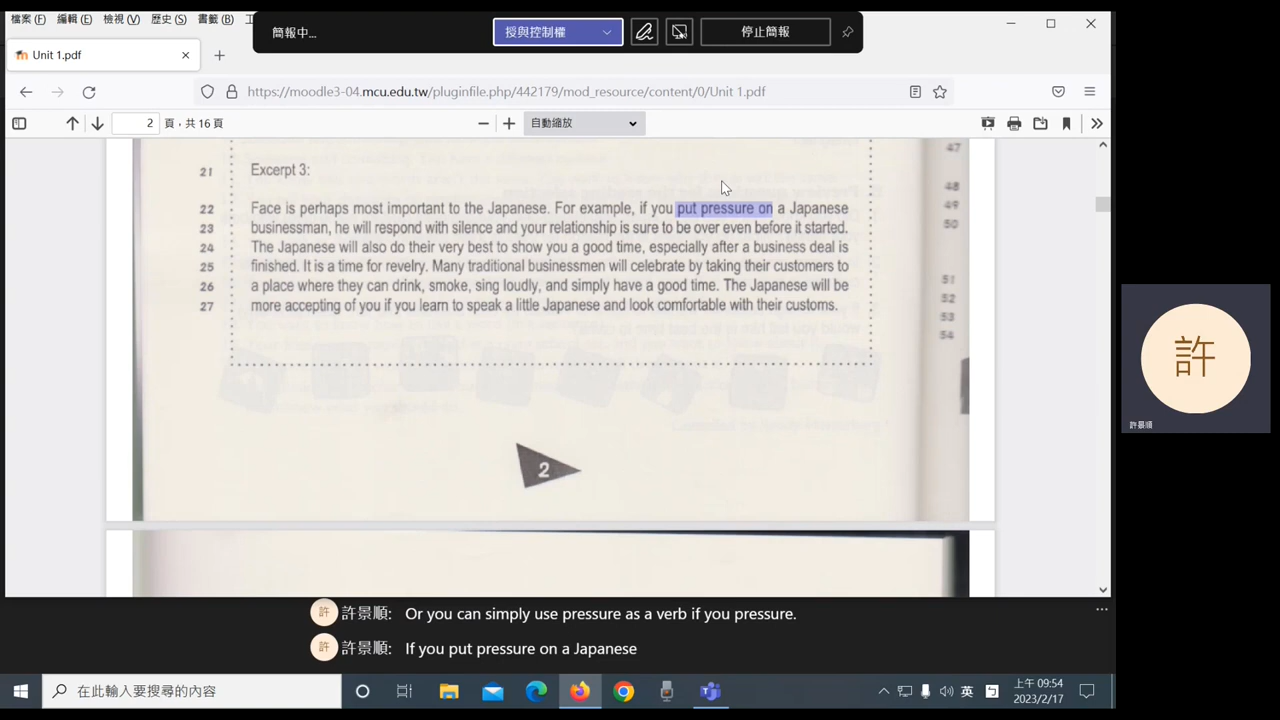 檔案(F) 編輯(E) 檢視(V) 歷史(S) 書籤(B)
簡報中...
授與控制權
停止簡報
Unit 1.pdf
https://moodle3-04.mcu.edu.tw/pluginfile.php/442179/mod_resource/content/0/Unit 1.pdf
2 頁，共 16 頁
自動縮放
21 Excerpt 3:
22 Face is perhaps most important to the Japanese. For example, if you put pressure on a Japanese
23 businessman, he will respond with silence and your relationship is sure to be over even before it started.
24 The Japanese will also do their very best to show you a good time, especially after a business deal is
25 finished. It is a time for revelry. Many traditional businessmen will celebrate by taking their customers to
26 a place where they can drink, smoke, sing loudly, and simply have a good time. The Japanese will be
27 more accepting of you if you learn to speak a little Japanese and look comfortable with their customs.
47
48
49
50
51
52
53
54
2
許
許景順
許 許景順: Or you can simply use pressure as a verb if you pressure.
許 許景順: If you put pressure on a Japanese
在此輸入要搜尋的內容
英
上午 09:54
2023/2/17